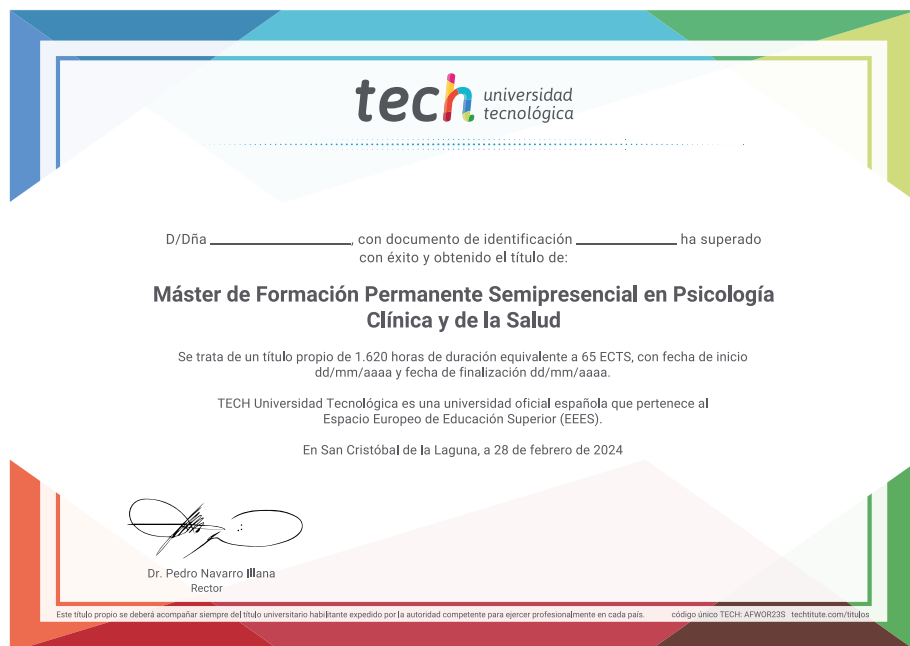 tech universidad
tecnológica
D/Dña ____________________, con documento de identificación ______________ ha superado
con éxito y obtenido el título de:
Máster de Formación Permanente Semipresencial en Psicología
Clínica y de la Salud
Se trata de un título propio de 1.620 horas de duración equivalente a 65 ECTS, con fecha de inicio
dd/mm/aaaa y fecha de finalización dd/mm/aaaa.
TECH Universidad Tecnológica es una universidad oficial española que pertenece al
Espacio Europeo de Educación Superior (EEES).
En San Cristóbal de la Laguna, a 28 de febrero de 2024
Dr. Pedro Navarro Illana
Rector
Este título propio se deberá acompañar siempre del título universitario habilitante expedido por la autoridad competente para ejercer profesionalmente en cada país. código único TECH: AFWOR23S techtitute.com/titulos